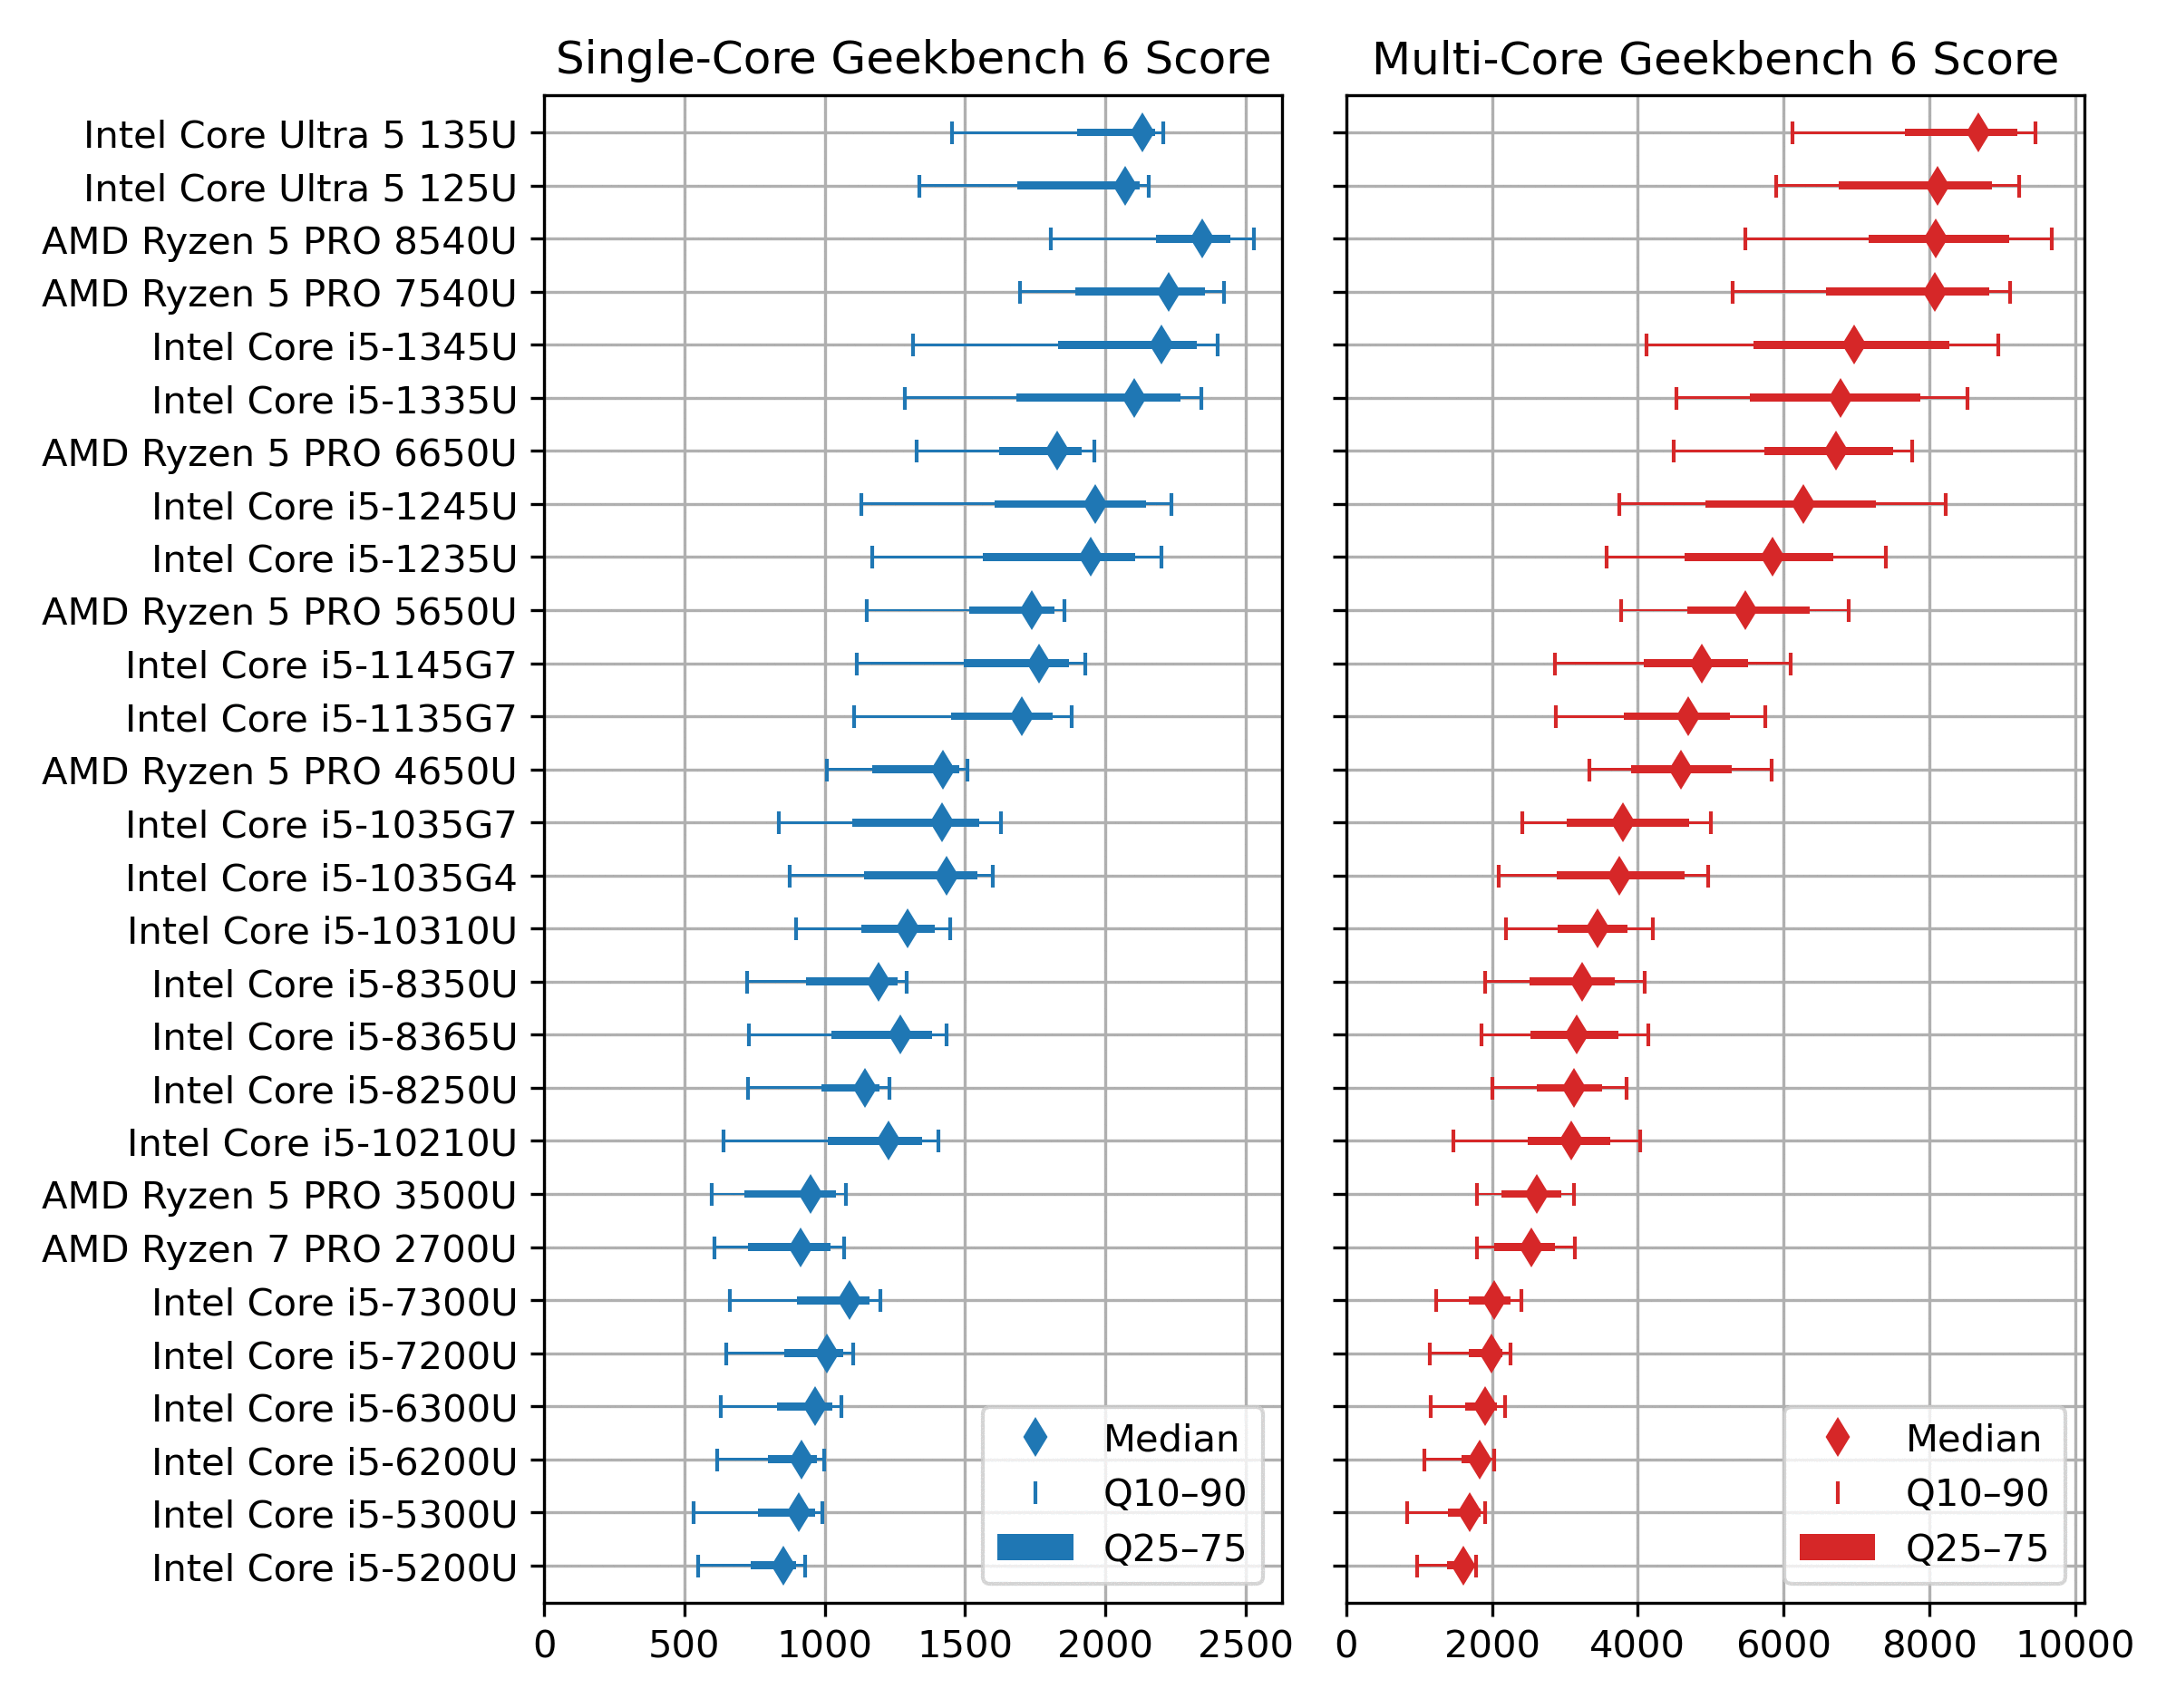 Single-Core Geekbench 6 Score
Multi-Core Geekbench 6 Score
Intel Core Ultra 5 135U
Intel Core Ultra 5 125U
AMD Ryzen 5 PRO 8540U
AMD Ryzen 5 PRO 7540U
Intel Core i5-1345U
Intel Core i5-1335U
AMD Ryzen 5 PRO 6650U
Intel Core i5-1245U
Intel Core i5-1235U
AMD Ryzen 5 PRO 5650U
Intel Core i5-1145G7
Intel Core i5-1135G7
AMD Ryzen 5 PRO 4650U
Intel Core i5-1035G7
Intel Core i5-1035G4
Intel Core i5-10310U
Intel Core i5-8350U
Intel Core i5-8365U
Intel Core i5-8250U
Intel Core i5-10210U
AMD Ryzen 5 PRO 3500U
AMD Ryzen 7 PRO 2700U
Intel Core i5-7300U
Intel Core i5-7200U
Intel Core i5-6300U
Intel Core i5-6200U
Intel Core i5-5300U
Intel Core i5-5200U
Median
Q10–90
Q25–75
Median
Q10–90
Q25–75
0 500 1000 1500 2000 2500
0 2000 4000 6000 8000 10000